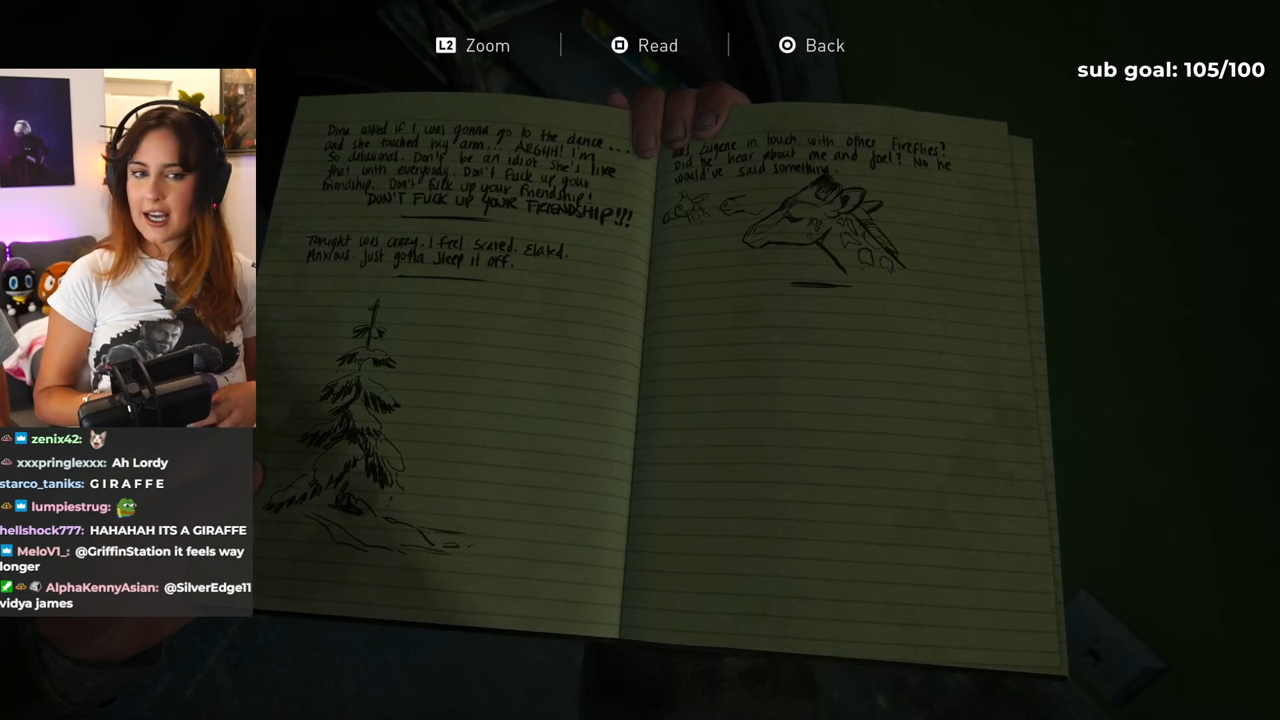 L2 Zoom
Read
Back
sub goal: 105/100
Dina asked if I was gonna go to the dance...
and she touched my arm... ARGHH! I'm
so delusional. Don't be an idiot she's like
that with everybody. Don't fuck up your
friendship. Don't fuck up your friendship!
DON'T FUCK UP YOUR FRIENDSHIP!!!
Tonight was crazy. I feel scared. Elated.
Anxious. Just gotta sleep it off.
Was Eugene in touch with other Fireflies?
Did he hear about me and Joel? No he
would've said something.
zenix42:
xxxpringlexxx: Ah Lordy
starco_taniks: G I R A F F E
lumpiestrug:
hellshock777: HAHAHAH ITS A GIRAFFE
MeloV1_: @GriffinStation it feels way
longer
AlphaKennyAsian: @SilverEdge11
vidya james